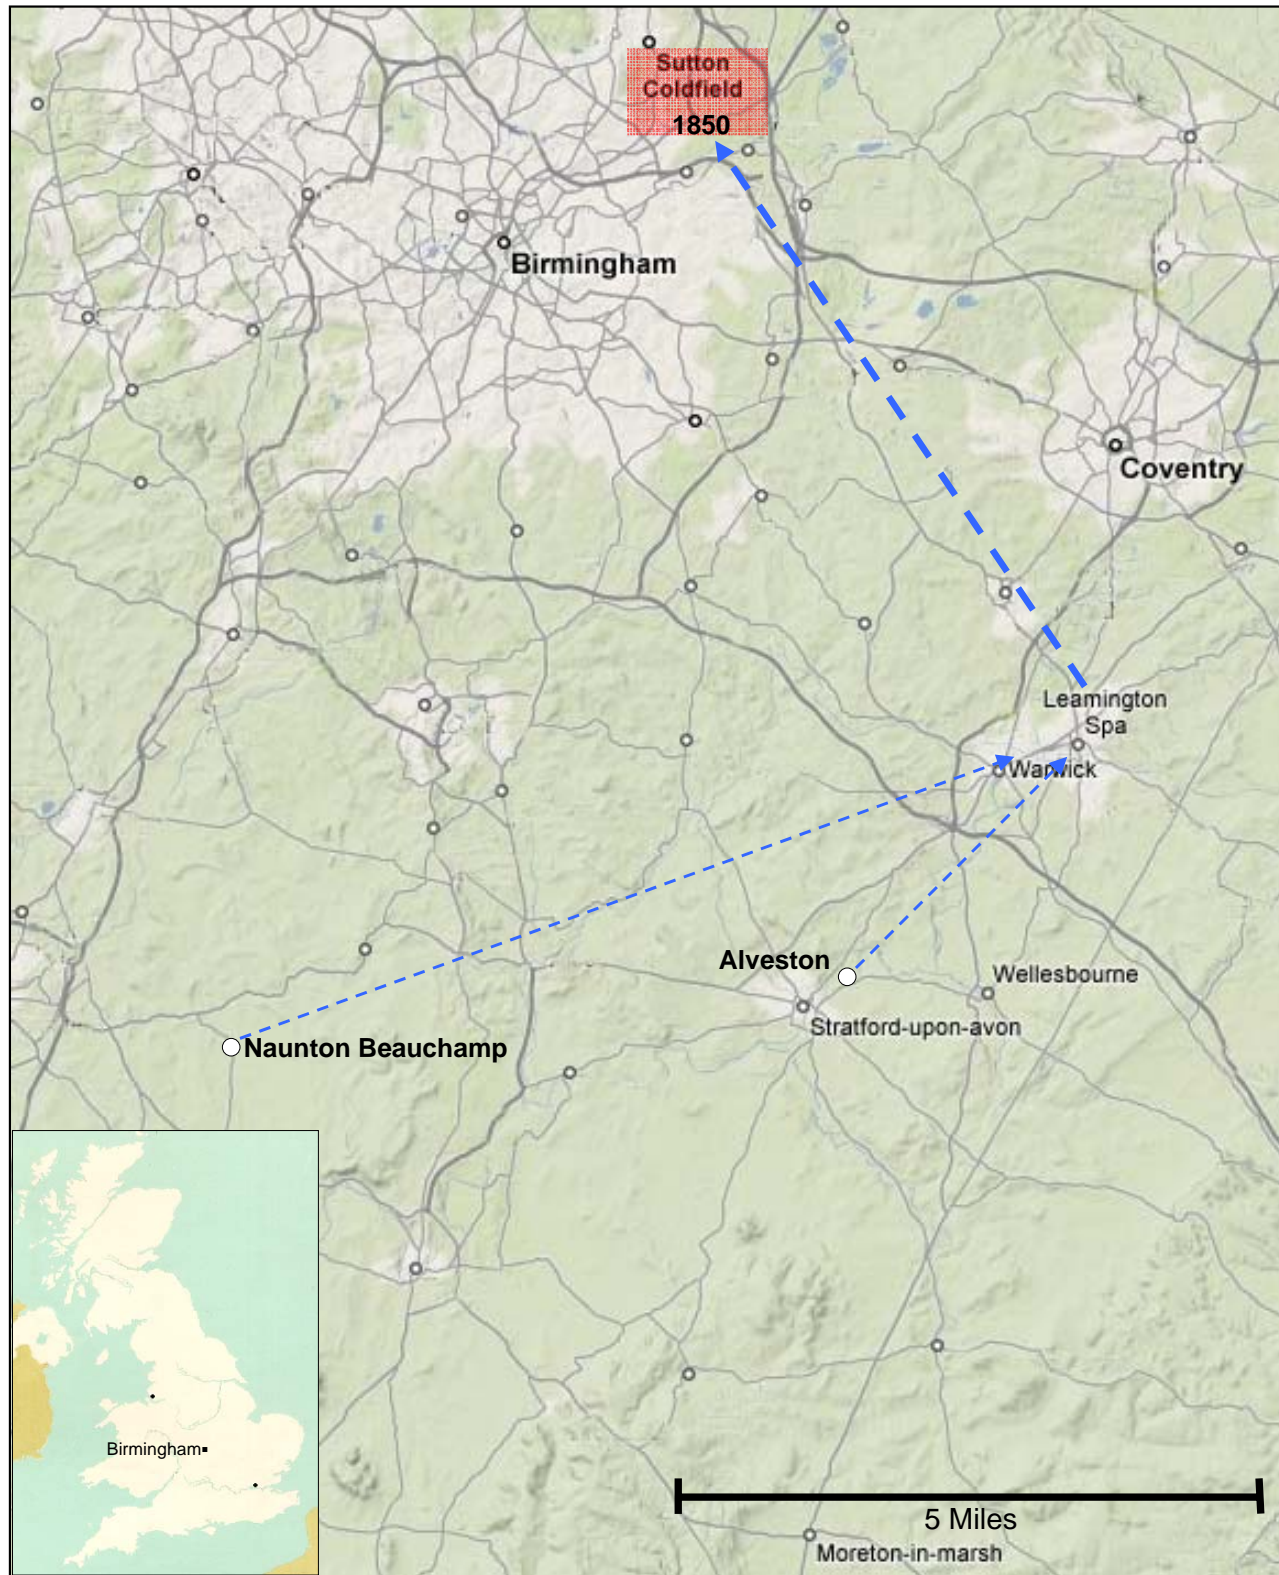 Sutton
Coldfield
1850
Birmingham
Coventry
Leamington
Spa
Warwick
Alveston
Wellesbourne
Stratford-upon-avon
Naunton Beauchamp
Birmingham
5 Miles
Moreton-in-marsh